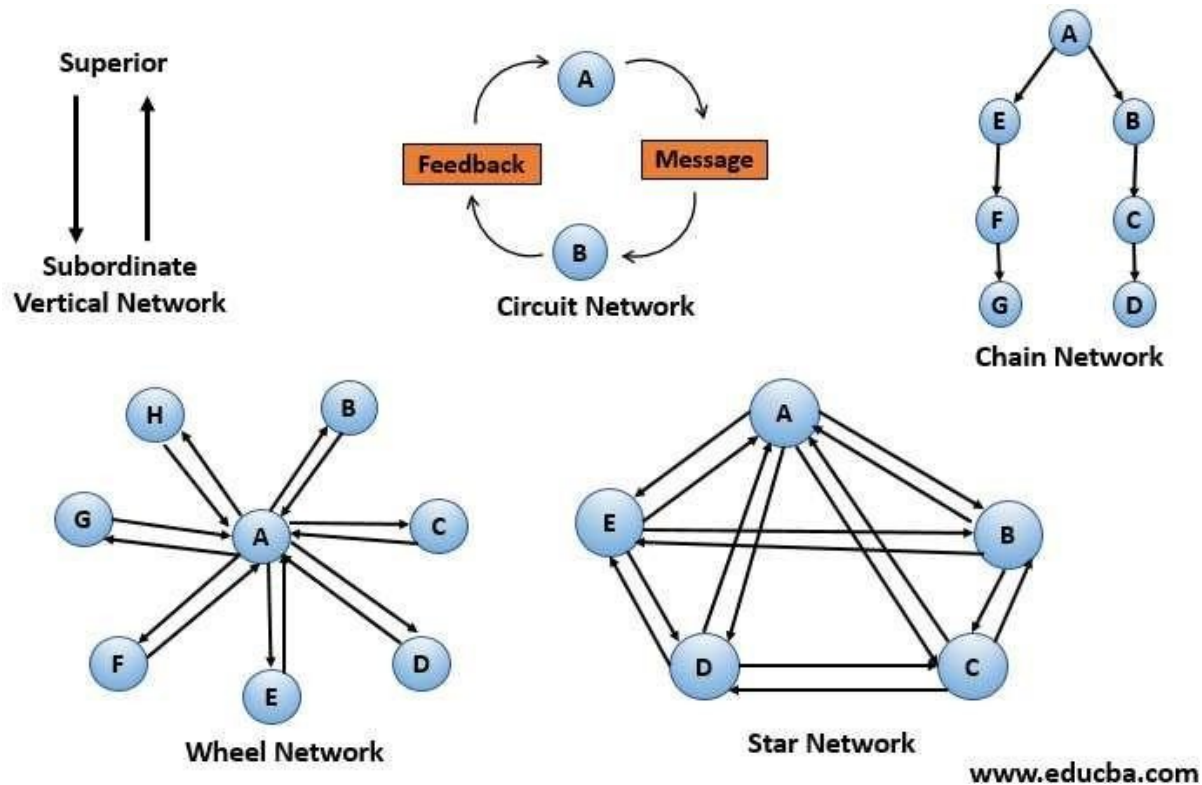 Superior
Subordinate
Vertical Network
A
Feedback
Message
B
Circuit Network
A
E
B
F
C
G
D
Chain Network
H
B
G
A
C
F
D
E
Wheel Network
A
E
B
D
C
Star Network
www.educba.com